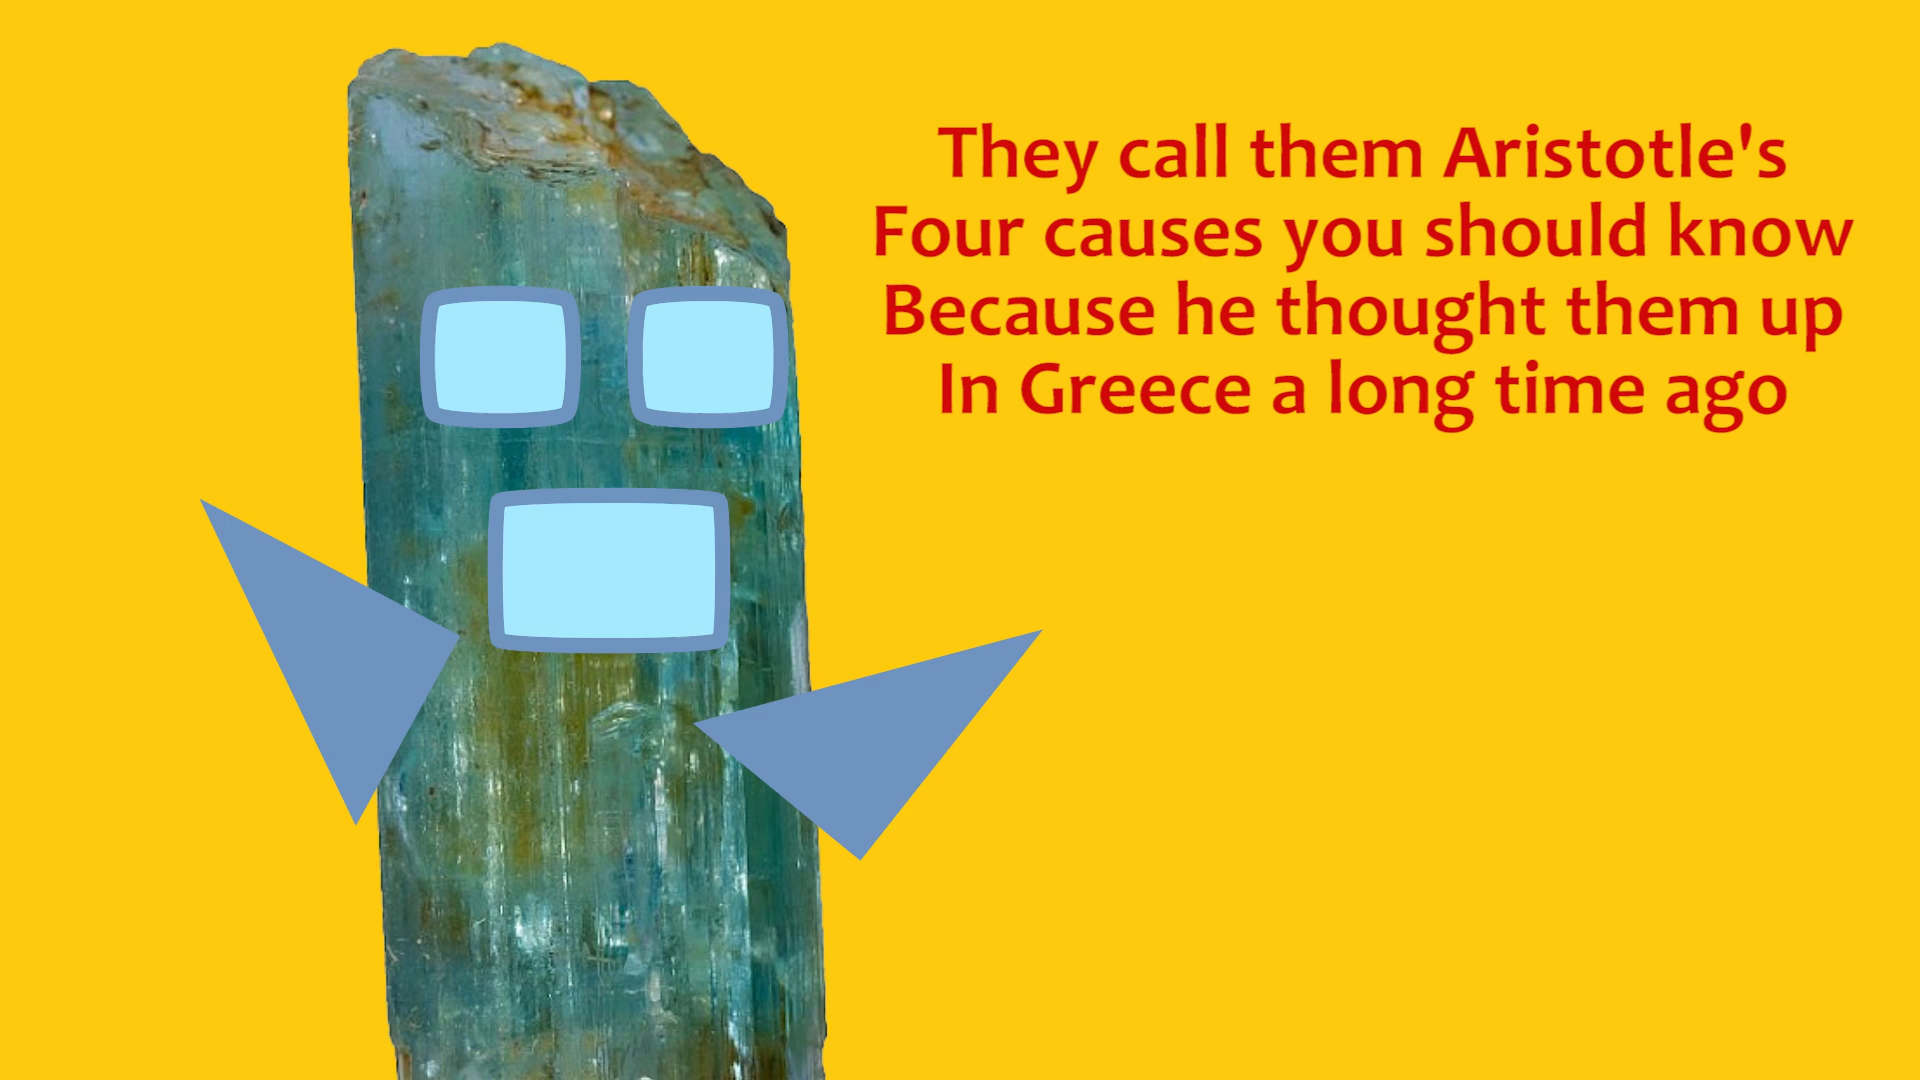 They call them Aristotle's
Four causes you should know
Because he thought them up
In Greece a long time ago